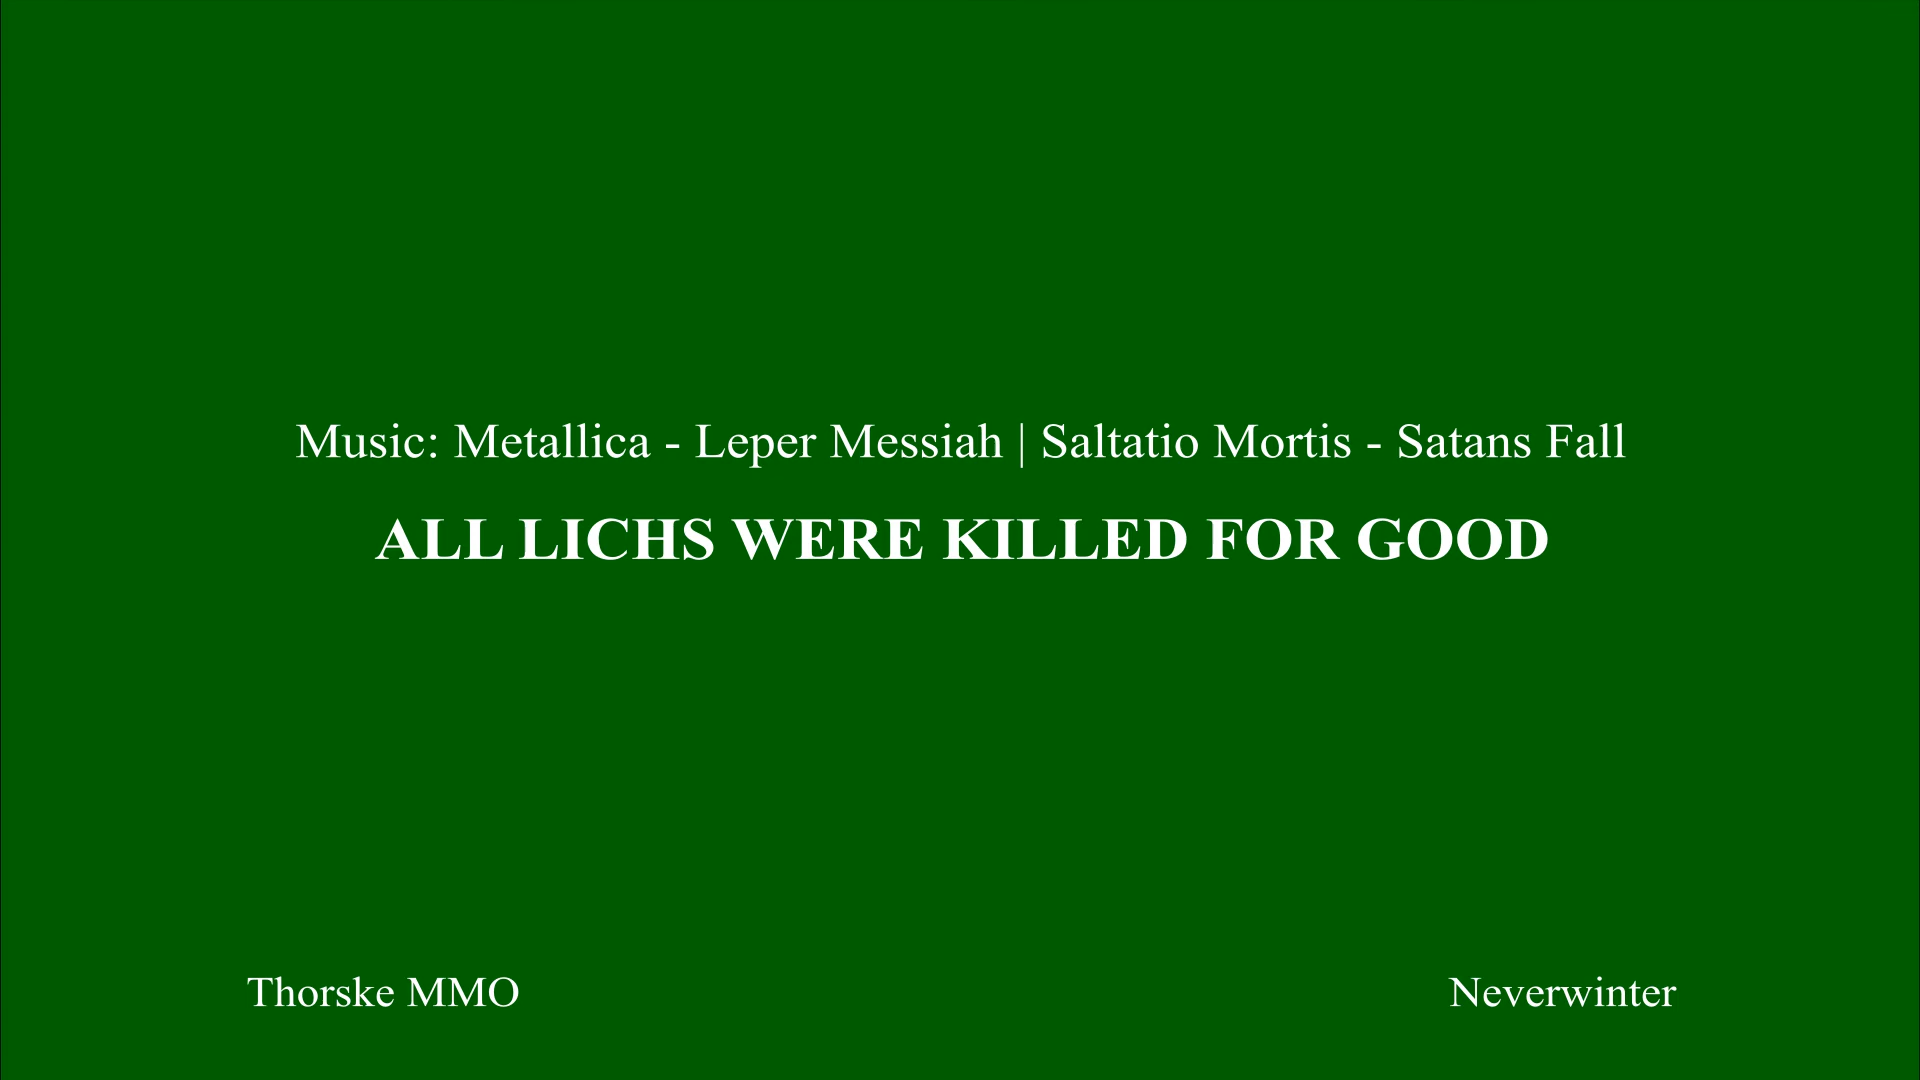 Music: Metallica - Leper Messiah | Saltatio Mortis - Satans Fall
ALL LICHS WERE KILLED FOR GOOD
Thorske MMO
Neverwinter